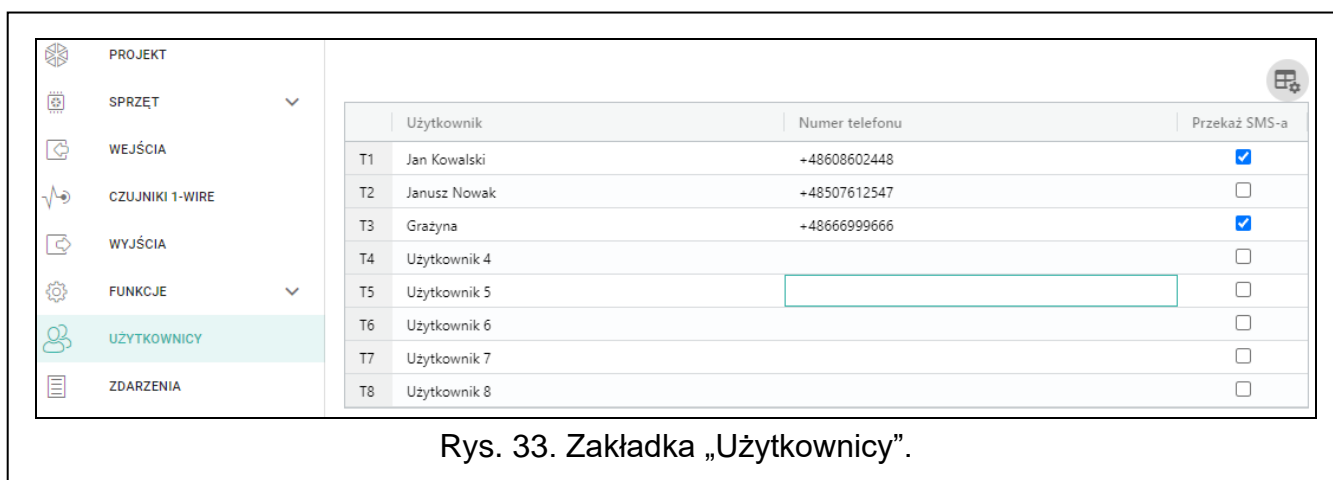 PROJEKT
SPRZĘT
WEJŚCIA
CZUJNIKI 1-WIRE
WYJŚCIA
FUNKCJE
UŻYTKOWNICY
ZDARZENIA
Użytkownik Numer telefonu Przekaż SMS-a
T1 Jan Kowalski +48608602448
T2 Janusz Nowak +48507612547
T3 Grażyna +48666999666
T4 Użytkownik 4
T5 Użytkownik 5
T6 Użytkownik 6
T7 Użytkownik 7
T8 Użytkownik 8
Rys. 33. Zakładka „Użytkownicy”.